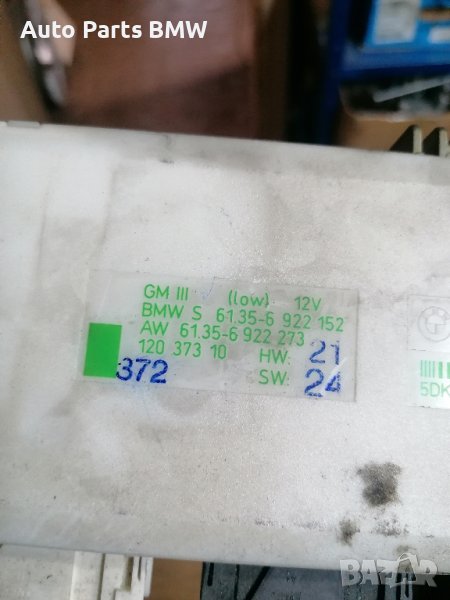 Auto Parts BMW
GM III (low) 12V
BMW S 61.35-6 922 152
AW 61.35-6 922 273
120 373 10 HW: 21
372 SW: 24
5DK
BAZAR